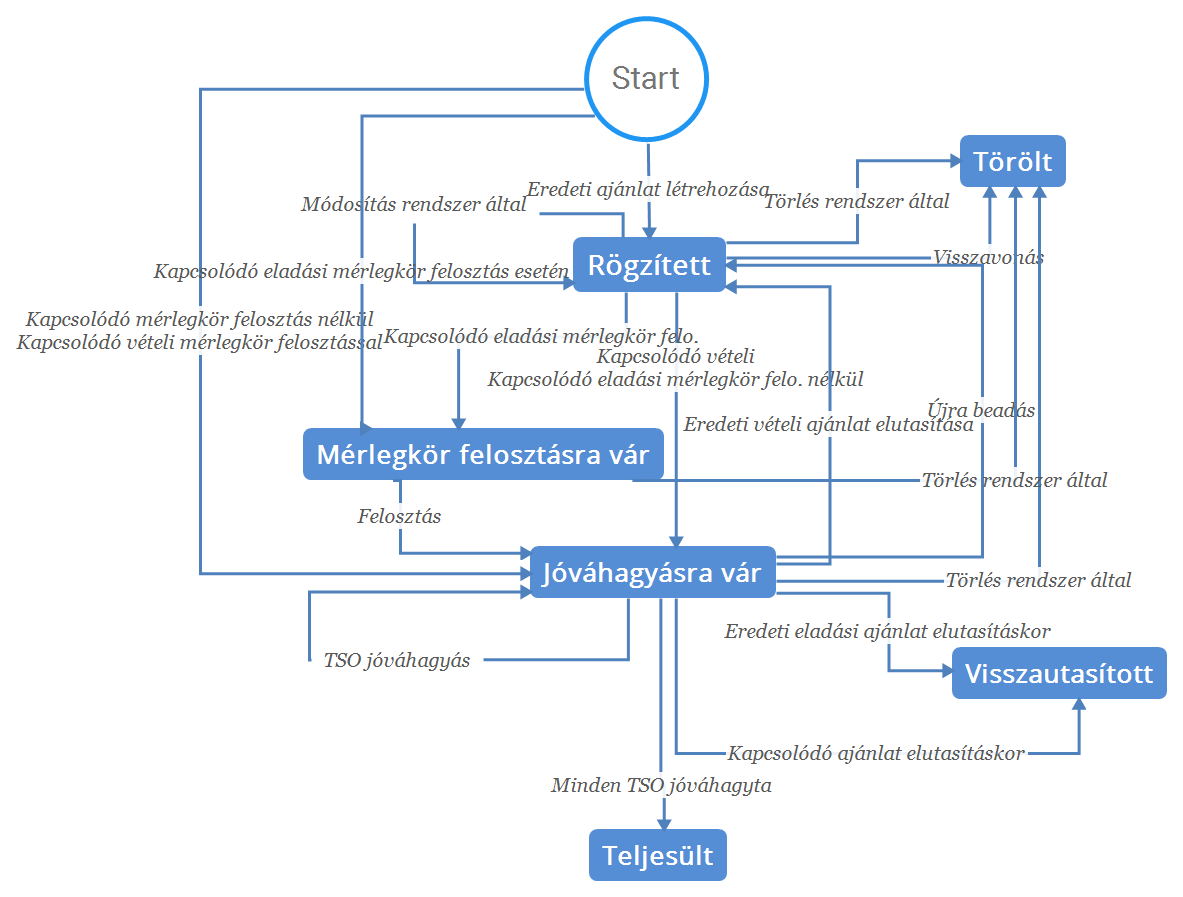 Start
Törölt
Eredeti ajánlat létrehozása
Módosítás rendszer által
Törlés rendszer által
Visszavonás
Rögzített
Kapcsolódó eladási mérlegkör felosztás esetén
Kapcsolódó mérlegkör felosztás nélkül
Kapcsolódó vételi mérlegkör felosztással
Kapcsolódó eladási mérlegkör felo.
Kapcsolódó vételi
Kapcsolódó eladási mérlegkör felo. nélkül
Újra beadás
Eredeti vételi ajánlat elutasítása
Mérlegkör felosztásra vár
Törlés rendszer által
Felosztás
Jóváhagyásra vár
Törlés rendszer által
Eredeti eladási ajánlat elutasításkor
TSO jóváhagyás
Visszautasított
Kapcsolódó ajánlat elutasításkor
Minden TSO jóváhagyta
Teljesült